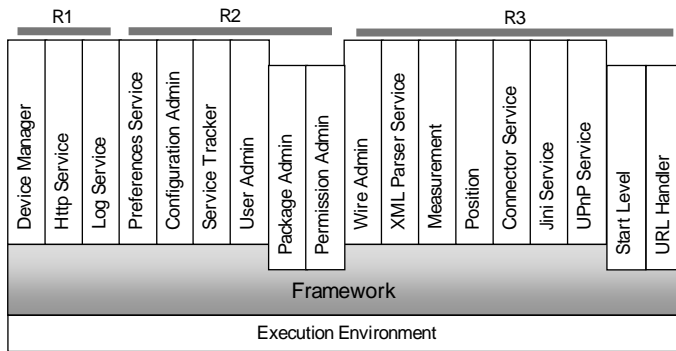 R1
R2
R3
Device Manager
Http Service
Log Service
Preferences Service
Configuration Admin
Service Tracker
User Admin
Package Admin
Permission Admin
Wire Admin
XML Parser Service
Measurement
Position
Connector Service
Jini Service
UPnP Service
Start Level
URL Handler
Framework
Execution Environment